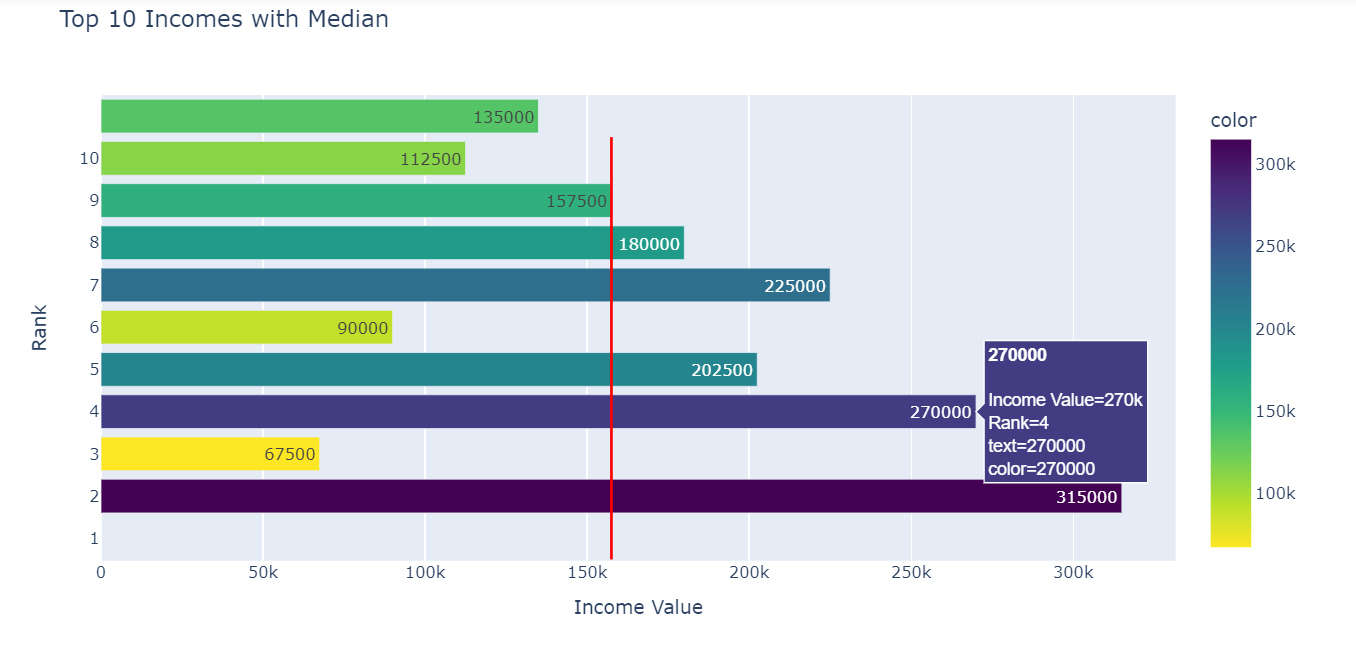 Top 10 Incomes with Median
135000
10
112500
9
157500
8
180000
7
225000
6
90000
5
202500
4
270000
3
67500
2
315000
1
0
50k
100k
150k
200k
250k
300k
Income Value
Rank
270000
Income Value=270k
Rank=4
text=270000
color=270000
color
300k
250k
200k
150k
100k